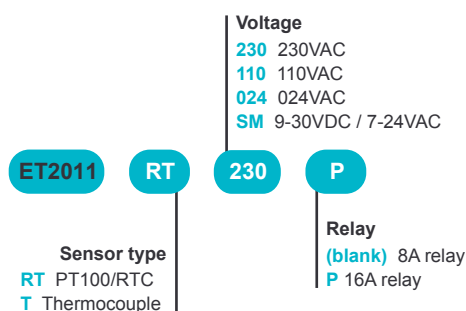 Voltage
230 230VAC
110 110VAC
024 024VAC
SM 9-30VDC / 7-24VAC
ET2011 RT 230 P
Sensor type
RT PT100/RTC
T Thermocouple
Relay
(blank) 8A relay
P 16A relay